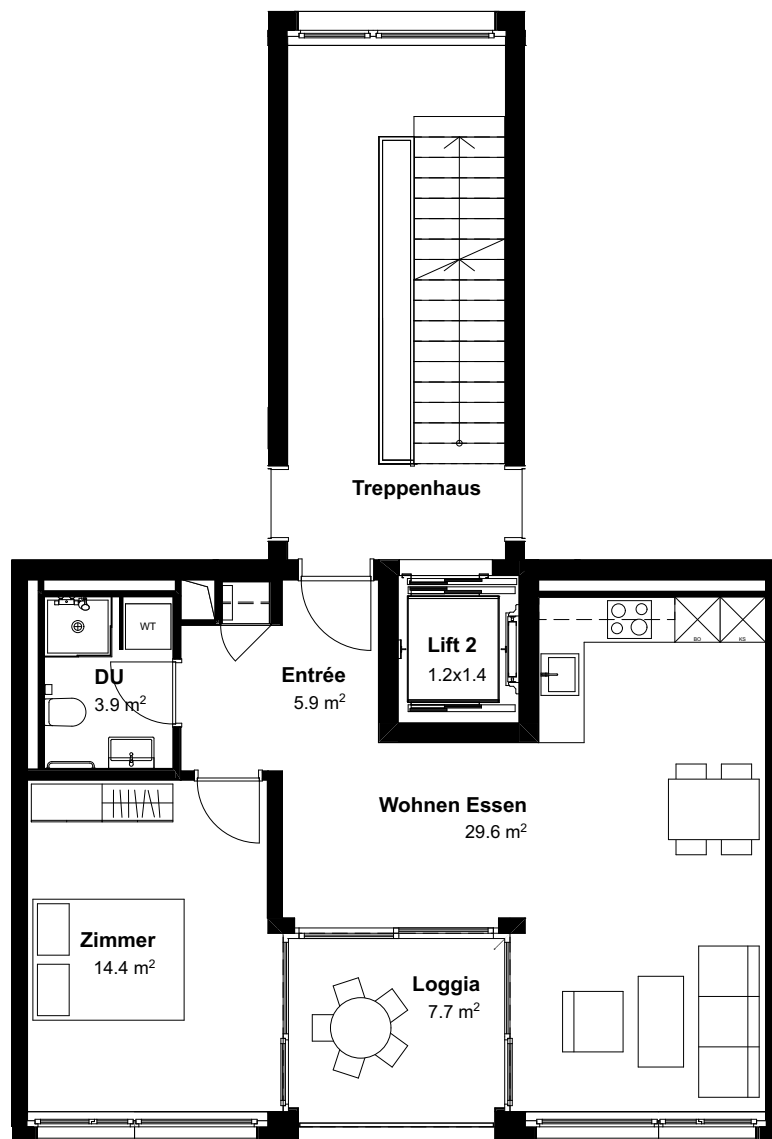 Treppenhaus
Lift 2
1.2x1.4
WT
BO
KS
DU
3.9 m²
Entrée
5.9 m²
Wohnen Essen
29.6 m²
Zimmer
14.4 m²
Loggia
7.7 m²